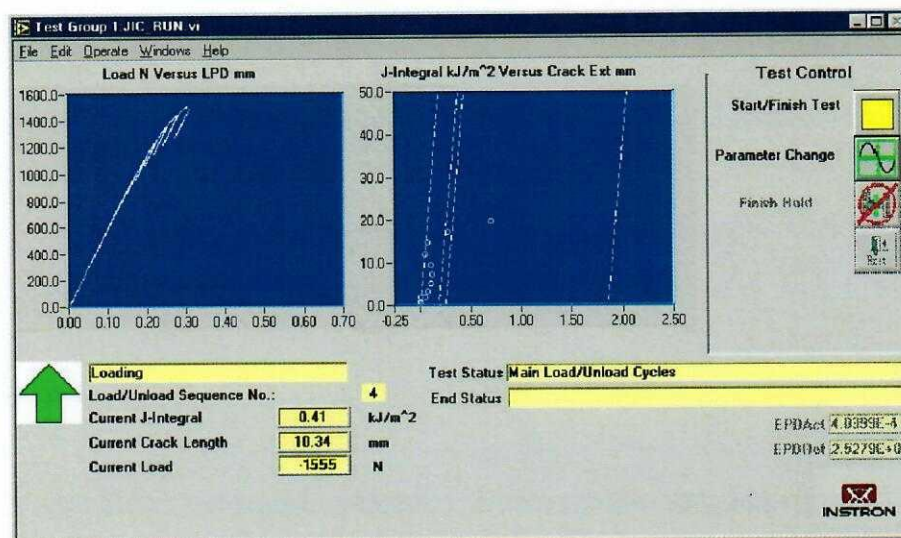 Test Group 1:JIC_RUN.vi
File Edit Operate Windows Help
Load N Versus LPD mm
1600.0-
1400.0-
1200.0-
1000.0-
800.0-
600.0-
400.0-
200.0-
0.0-
0.00 0.10 0.20 0.30 0.40 0.50 0.60 0.70
J-Integral kJ/m^2 Versus Crack Ext mm
50.0-
40.0-
30.0-
20.0-
10.0-
0.0-
-0.25 0.50 1.00 1.50 2.00 2.50
Test Control
Start/Finish Test
Parameter Change
Finish Hold
Loading
Load/Unload Sequence No.: 4
Current J-Integral 0.41 kJ/m^2
Current Crack Length 10.34 mm
Current Load -1555 N
Test Status Main Load/Unload Cycles
End Status
EPDAct
EPDRef
INSTRON